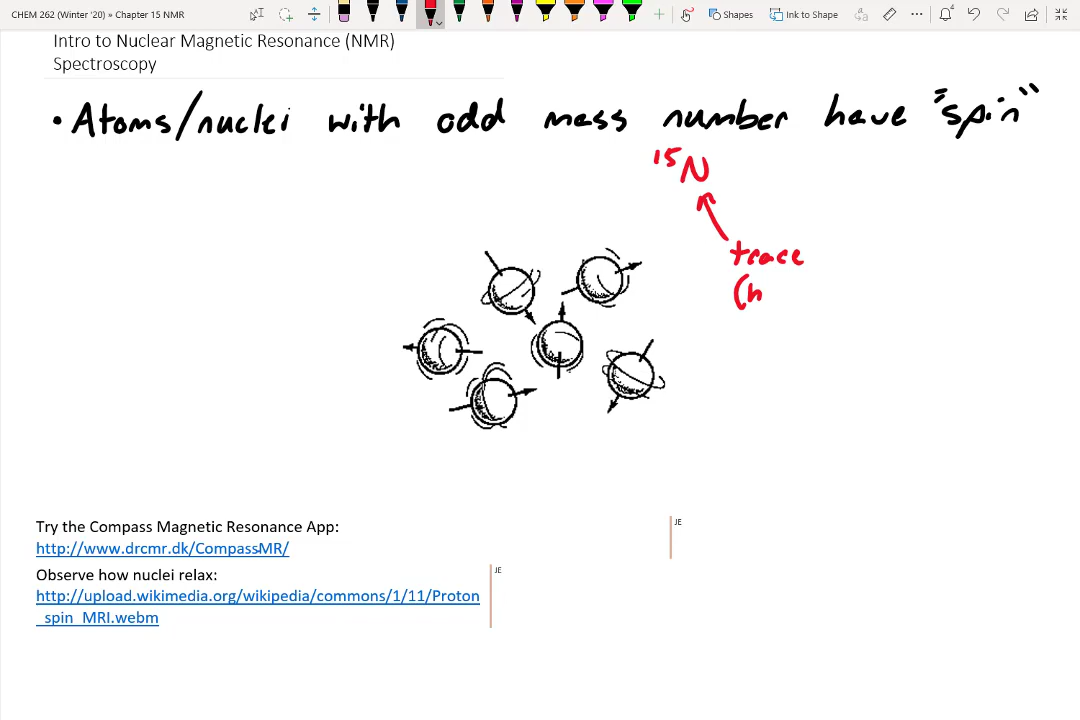 CHEM 262 (Winter '20) » Chapter 15 NMR
Shapes
Ink to Shape
Intro to Nuclear Magnetic Resonance (NMR)
Spectroscopy
• Atoms/nuclei with odd mass number have "spin"
¹⁵N
trace
(h
Try the Compass Magnetic Resonance App:
JE
http://www.drcmr.dk/CompassMR/
Observe how nuclei relax:
JE
http://upload.wikimedia.org/wikipedia/commons/1/11/Proton
_spin_MRI.webm